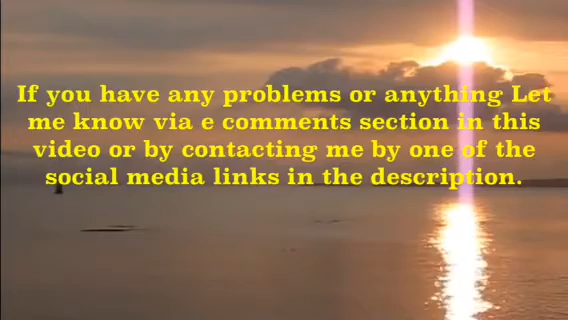 If you have any problems or anything Let
me know via e comments section in this
video or by contacting me by one of the
social media links in the description.